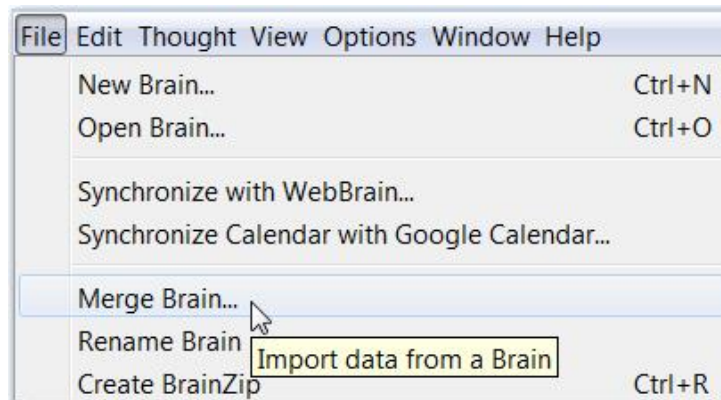 File Edit Thought View Options Window Help
New Brain... Ctrl+N
Open Brain... Ctrl+O
Synchronize with WebBrain...
Synchronize Calendar with Google Calendar...
Merge Brain...
Rename Brain
Import data from a Brain
Create BrainZip Ctrl+R